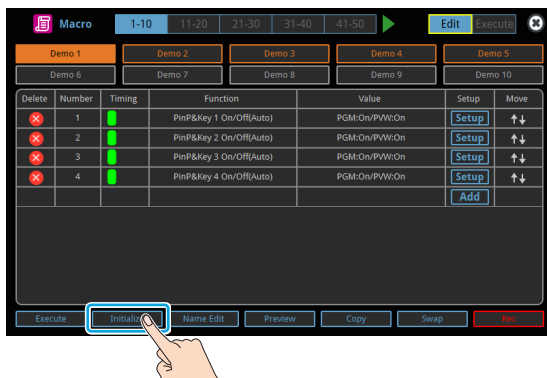 Macro 1-10 11-20 21-30 31-40 41-50 Edit Execute
Demo 1 Demo 2 Demo 3 Demo 4 Demo 5
Demo 6 Demo 7 Demo 8 Demo 9 Demo 10
Delete Number Timing Function Value Setup Move
1 PinP&Key 1 On/Off(Auto) PGM:On/PVW:On Setup
2 PinP&Key 2 On/Off(Auto) PGM:On/PVW:On Setup
3 PinP&Key 3 On/Off(Auto) PGM:On/PVW:On Setup
4 PinP&Key 4 On/Off(Auto) PGM:On/PVW:On Setup
Add
Execute Initialize Name Edit Preview Copy Swap Rec